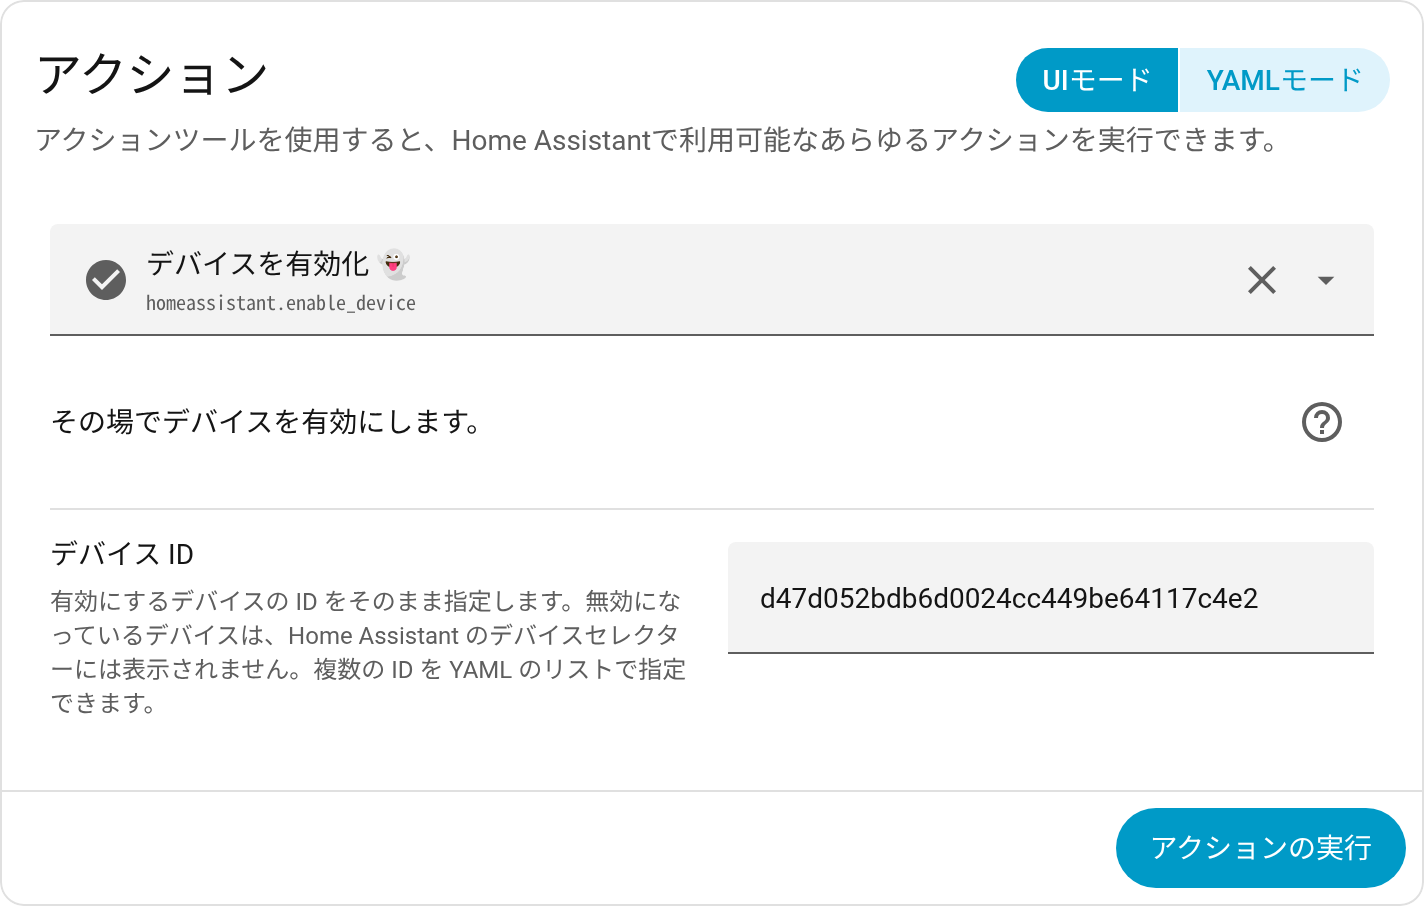 アクション
UIモード
YAMLモード
アクションツールを使用すると、Home Assistantで利用可能なあらゆるアクションを実行できます。
デバイスを有効化 👻
homeassistant.enable_device
その場でデバイスを有効にします。
デバイス ID
有効にするデバイスの ID をそのまま指定します。無効にな
っているデバイスは、Home Assistant のデバイスセレクタ
ーには表示されません。複数の ID を YAML のリストで指定
できます。
d47d052bdb6d0024cc449be64117c4e2
アクションの実行